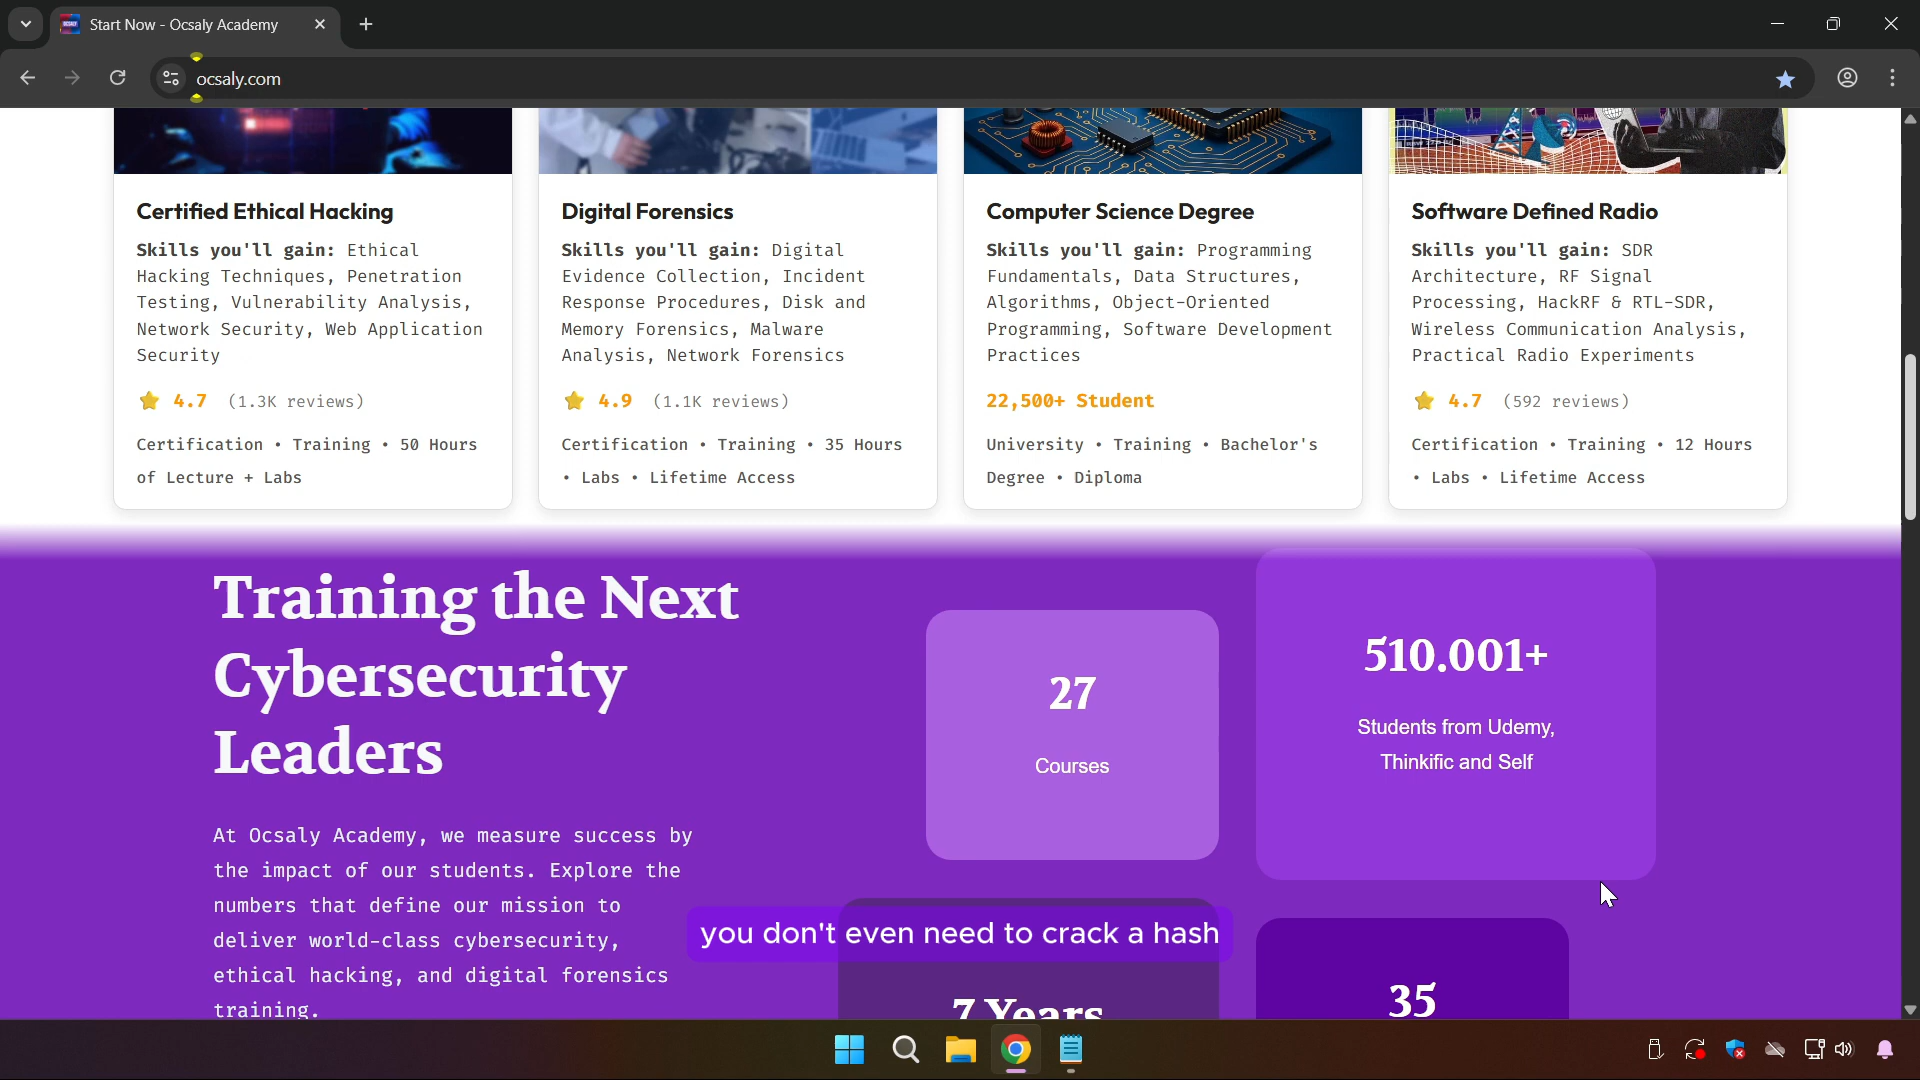 Start Now - Ocsaly Academy
ocsaly.com
Certified Ethical Hacking
Skills you'll gain: Ethical
Hacking Techniques, Penetration
Testing, Vulnerability Analysis,
Network Security, Web Application
Security
4.7 (1.3K reviews)
Certification • Training • 50 Hours
of Lecture + Labs
Digital Forensics
Skills you'll gain: Digital
Evidence Collection, Incident
Response Procedures, Disk and
Memory Forensics, Malware
Analysis, Network Forensics
4.9 (1.1K reviews)
Certification • Training • 35 Hours
• Labs • Lifetime Access
Computer Science Degree
Skills you'll gain: Programming
Fundamentals, Data Structures,
Algorithms, Object-Oriented
Programming, Software Development
Practices
22,500+ Student
University • Training • Bachelor's
Degree • Diploma
Software Defined Radio
Skills you'll gain: SDR
Architecture, RF Signal
Processing, HackRF & RTL-SDR,
Wireless Communication Analysis,
Practical Radio Experiments
4.7 (592 reviews)
Certification • Training • 12 Hours
• Labs • Lifetime Access
Training the Next
Cybersecurity
Leaders
At Ocsaly Academy, we measure success by
the impact of our students. Explore the
numbers that define our mission to
deliver world-class cybersecurity,
ethical hacking, and digital forensics
training.
27
Courses
510.001+
Students from Udemy,
Thinkific and Self
you don't even need to crack a hash
7 Years
35